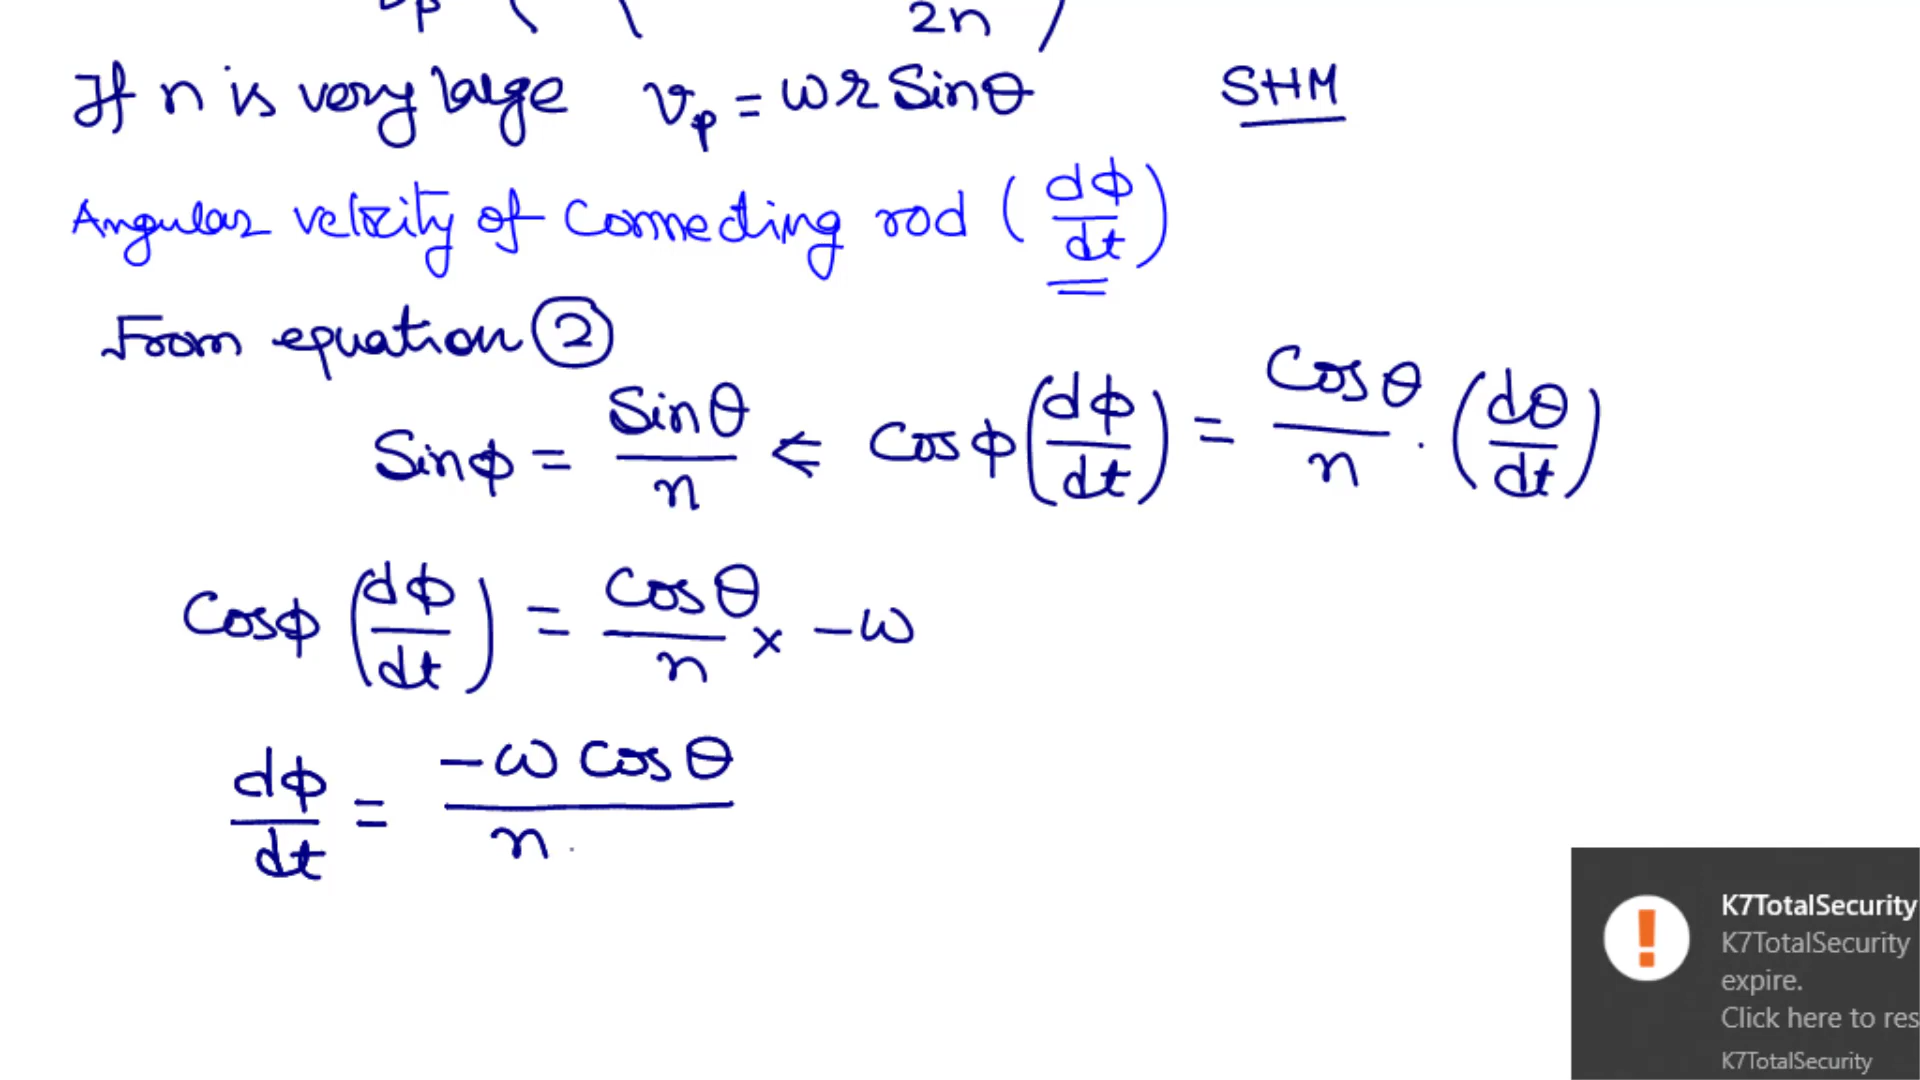 2n )
If n is very large vₚ = ωr Sinθ SHM
Angular velocity of Connecting rod (dϕ/dt)
From equation ②
Sinϕ = Sinθ/n ⇐ Cosϕ (dϕ/dt) = Cosθ/n · (dθ/dt)
Cosϕ (dϕ/dt) = Cosθ/n × -ω
dϕ/dt = -ω Cosθ/n
K7TotalSecurity
K7TotalSecurity
expire.
Click here to res
K7TotalSecurity